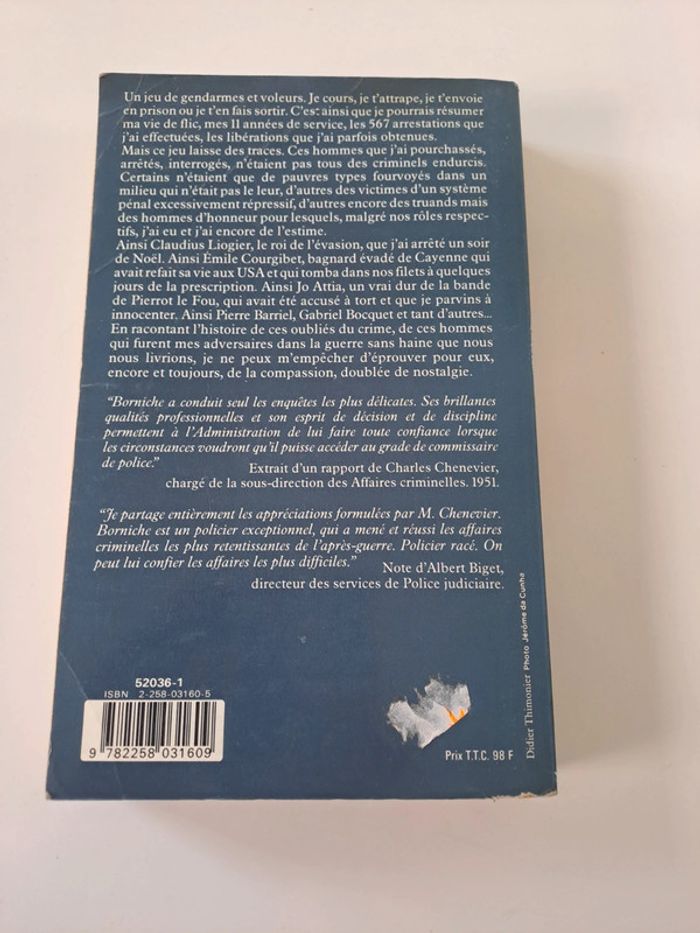 Un jeu de gendarmes et voleurs. Je cours, je t'attrape, je t'envoie
en prison ou je t'en fais sortir. C'est ainsi que je pourrais résumer
ma vie de flic, mes 11 années de service, les 567 arrestations que
j'ai effectuées, les libérations que j'ai parfois obtenues.
Mais ce jeu laisse des traces. Ces hommes que j'ai pourchassés,
arrêtés, interrogés, n'étaient pas tous des criminels endurcis.
Certains n'étaient que de pauvres types fourvoyés dans un
milieu qui n'était pas le leur, d'autres des victimes d'un système
pénal excessivement répressif, d'autres encore des truands mais
des hommes d'honneur pour lesquels, malgré nos rôles respec-
tifs, j'ai eu et j'ai encore de l'estime.
Ainsi Claudius Liogier, le roi de l'évasion, que j'ai arrêté un soir
de Noël. Ainsi Émile Courgibet, bagnard évadé de Cayenne qui
avait refait sa vie aux USA et qui tomba dans nos filets à quelques
jours de la prescription. Ainsi Jo Attia, un vrai dur de la bande
de Pierrot le Fou, qui avait été accusé à tort et que je parvins à
innocenter. Ainsi Pierre Barriel, Gabriel Bocquet et tant d'autres...
En racontant l'histoire de ces oubliés du crime, de ces hommes
qui furent mes adversaires dans la guerre sans haine que nous
nous livrions, je ne peux m'empêcher d'éprouver pour eux,
encore et toujours, de la compassion, doublée de nostalgie.
"Borniche a conduit seul les enquêtes les plus délicates. Ses brillantes
qualités professionnelles et son esprit de décision et de discipline
permettent à l'Administration de lui faire toute confiance lorsque
les circonstances voudront qu'il puisse accéder au grade de commissaire
de police."
Extrait d'un rapport de Charles Chenevier,
chargé de la sous-direction des Affaires criminelles. 1951.
"Je partage entièrement les appréciations formulées par M. Chenevier.
Borniche est un policier exceptionnel, qui a mené et réussi les affaires
criminelles les plus retentissantes de l'après-guerre. Policier racé. On
peut lui confier les affaires les plus difficiles."
Note d'Albert Biget,
directeur des services de Police judiciaire.
Didier Thimonier Photo Jérôme da Cunha
52036-1
ISBN 2-258-03160-5
9 782258 031609
Prix T.T.C. 98 F